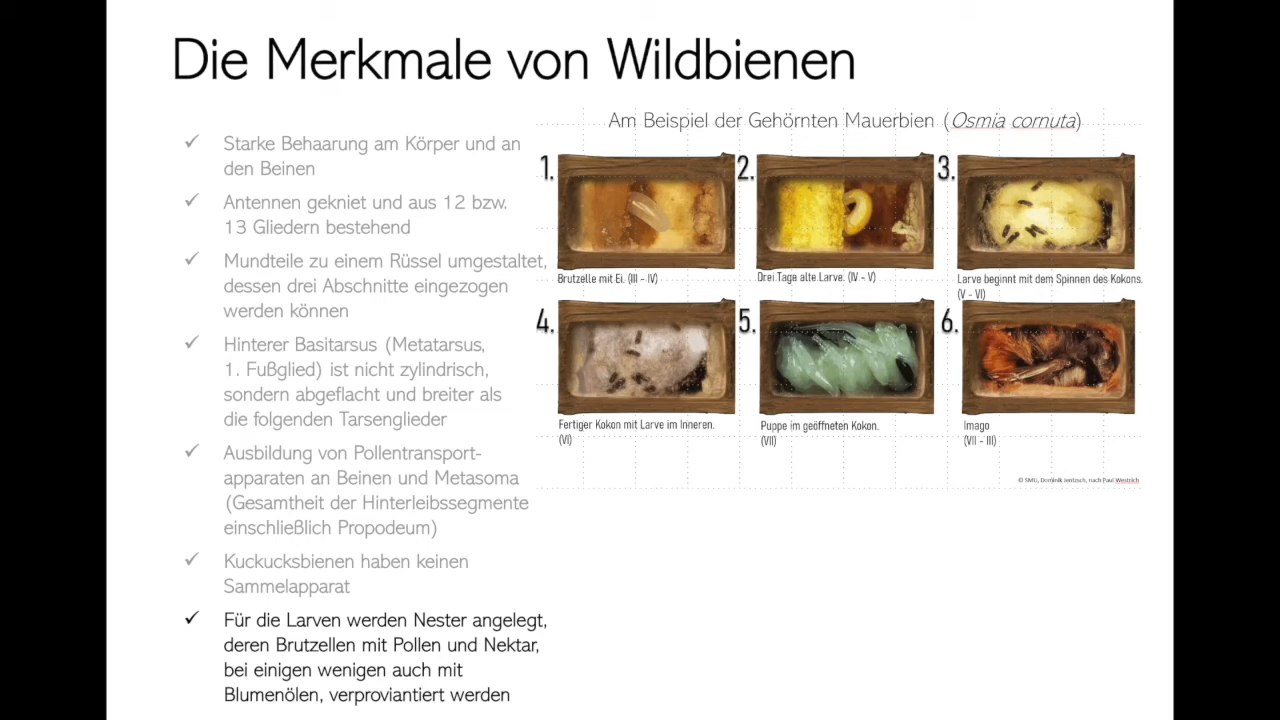 Die Merkmale von Wildbienen
Starke Behaarung am Körper und an
den Beinen
Antennen gekniet und aus 12 bzw.
13 Gliedern bestehend
Mundteile zu einem Rüssel umgestaltet,
dessen drei Abschnitte eingezogen
werden können
Hinterer Basitarsus (Metatarsus,
1. Fußglied) ist nicht zylindrisch,
sondern abgeflacht und breiter als
die folgenden Tarsenglieder
Ausbildung von Pollentransport-
apparaten an Beinen und Metasoma
(Gesamtheit der Hinterleibssegmente
einschließlich Propodeum)
Kuckucksbienen haben keinen
Sammelapparat
Für die Larven werden Nester angelegt,
deren Brutzellen mit Pollen und Nektar,
bei einigen wenigen auch mit
Blumenölen, verproviantiert werden
Am Beispiel der Gehörnten Mauerbien (Osmia cornuta)
1.
Brutzelle mit Ei. (III - IV)
2.
Drei Tage alte Larve. (IV - V)
3.
Larve beginnt mit dem Spinnen des Kokons.
(V - VI)
4.
Fertiger Kokon mit Larve im Inneren.
(VI)
5.
Puppe im geöffneten Kokon.
(VII)
6.
Imago
(VII - III)
© SMU, Dominik Jentzsch, nach Paul Westrich